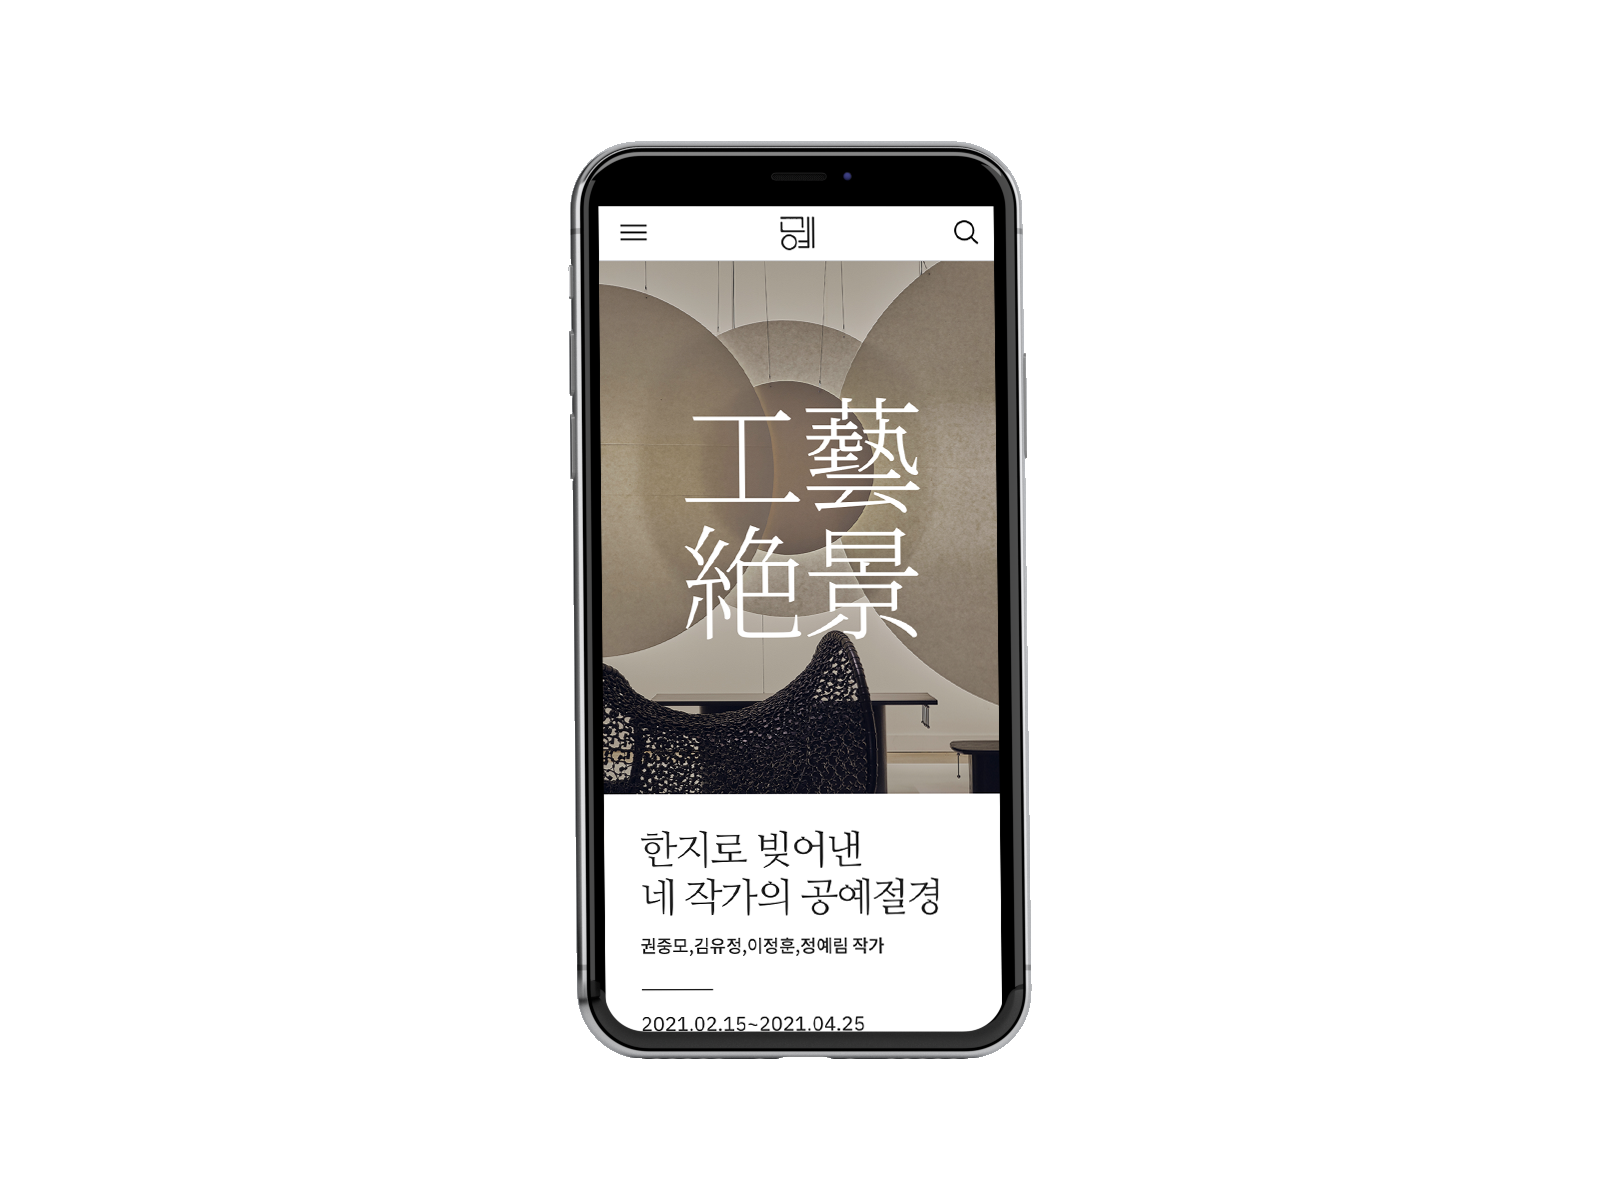 공예
工藝
絶景
한지로 빚어낸
네 작가의 공예절경
권중모,김유정,이정훈,정예림 작가
2021.02.15~2021.04.25